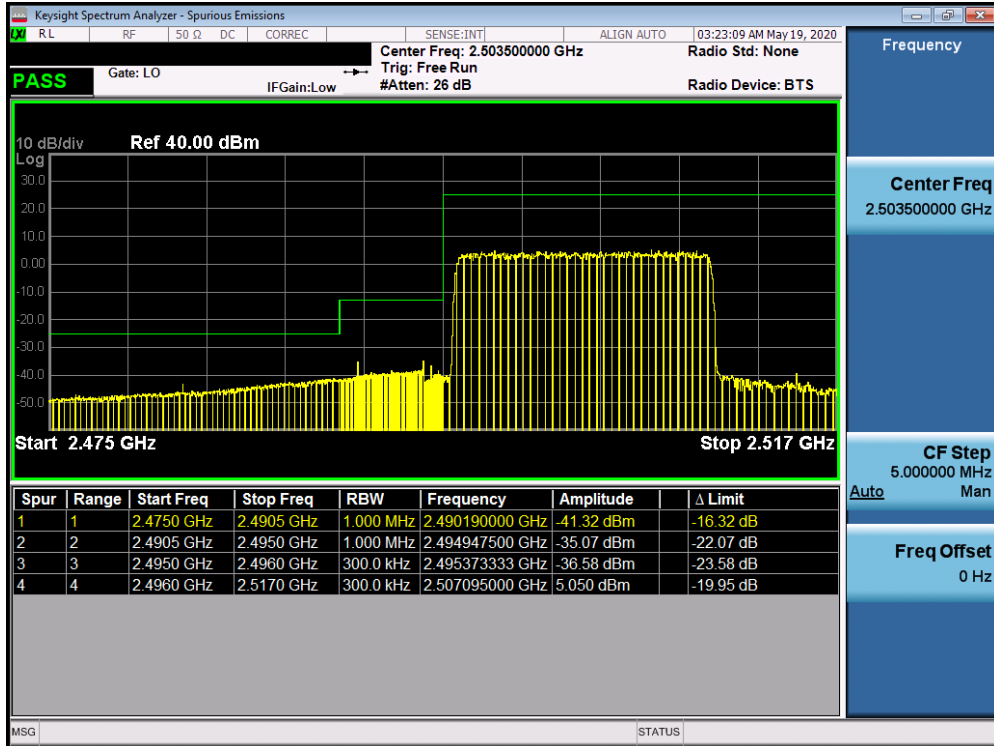 Keysight Spectrum Analyzer - Spurious Emissions
LXI RL RF 50 Ω DC CORREC SENSE:INT ALIGN AUTO 03:23:09 AM May 19, 2020
Center Freq: 2.503500000 GHz Radio Std: None
PASS Gate: LO Trig: Free Run
IFGain:Low #Atten: 26 dB Radio Device: BTS
10 dB/div Ref 40.00 dBm
Log
30.0
20.0
10.0
0.00
-10.0
-20.0
-30.0
-40.0
-50.0
Start 2.475 GHz Stop 2.517 GHz
Spur Range Start Freq Stop Freq RBW Frequency Amplitude Δ Limit
1 1 2.4750 GHz 2.4905 GHz 1.000 MHz 2.490190000 GHz -41.32 dBm -16.32 dB
2 2 2.4905 GHz 2.4950 GHz 1.000 MHz 2.494947500 GHz -35.07 dBm -22.07 dB
3 3 2.4950 GHz 2.4960 GHz 300.0 kHz 2.495373333 GHz -36.58 dBm -23.58 dB
4 4 2.4960 GHz 2.5170 GHz 300.0 kHz 2.507095000 GHz 5.050 dBm -19.95 dB
MSG STATUS
Frequency
Center Freq
2.503500000 GHz
CF Step
5.000000 MHz
Auto Man
Freq Offset
0 Hz